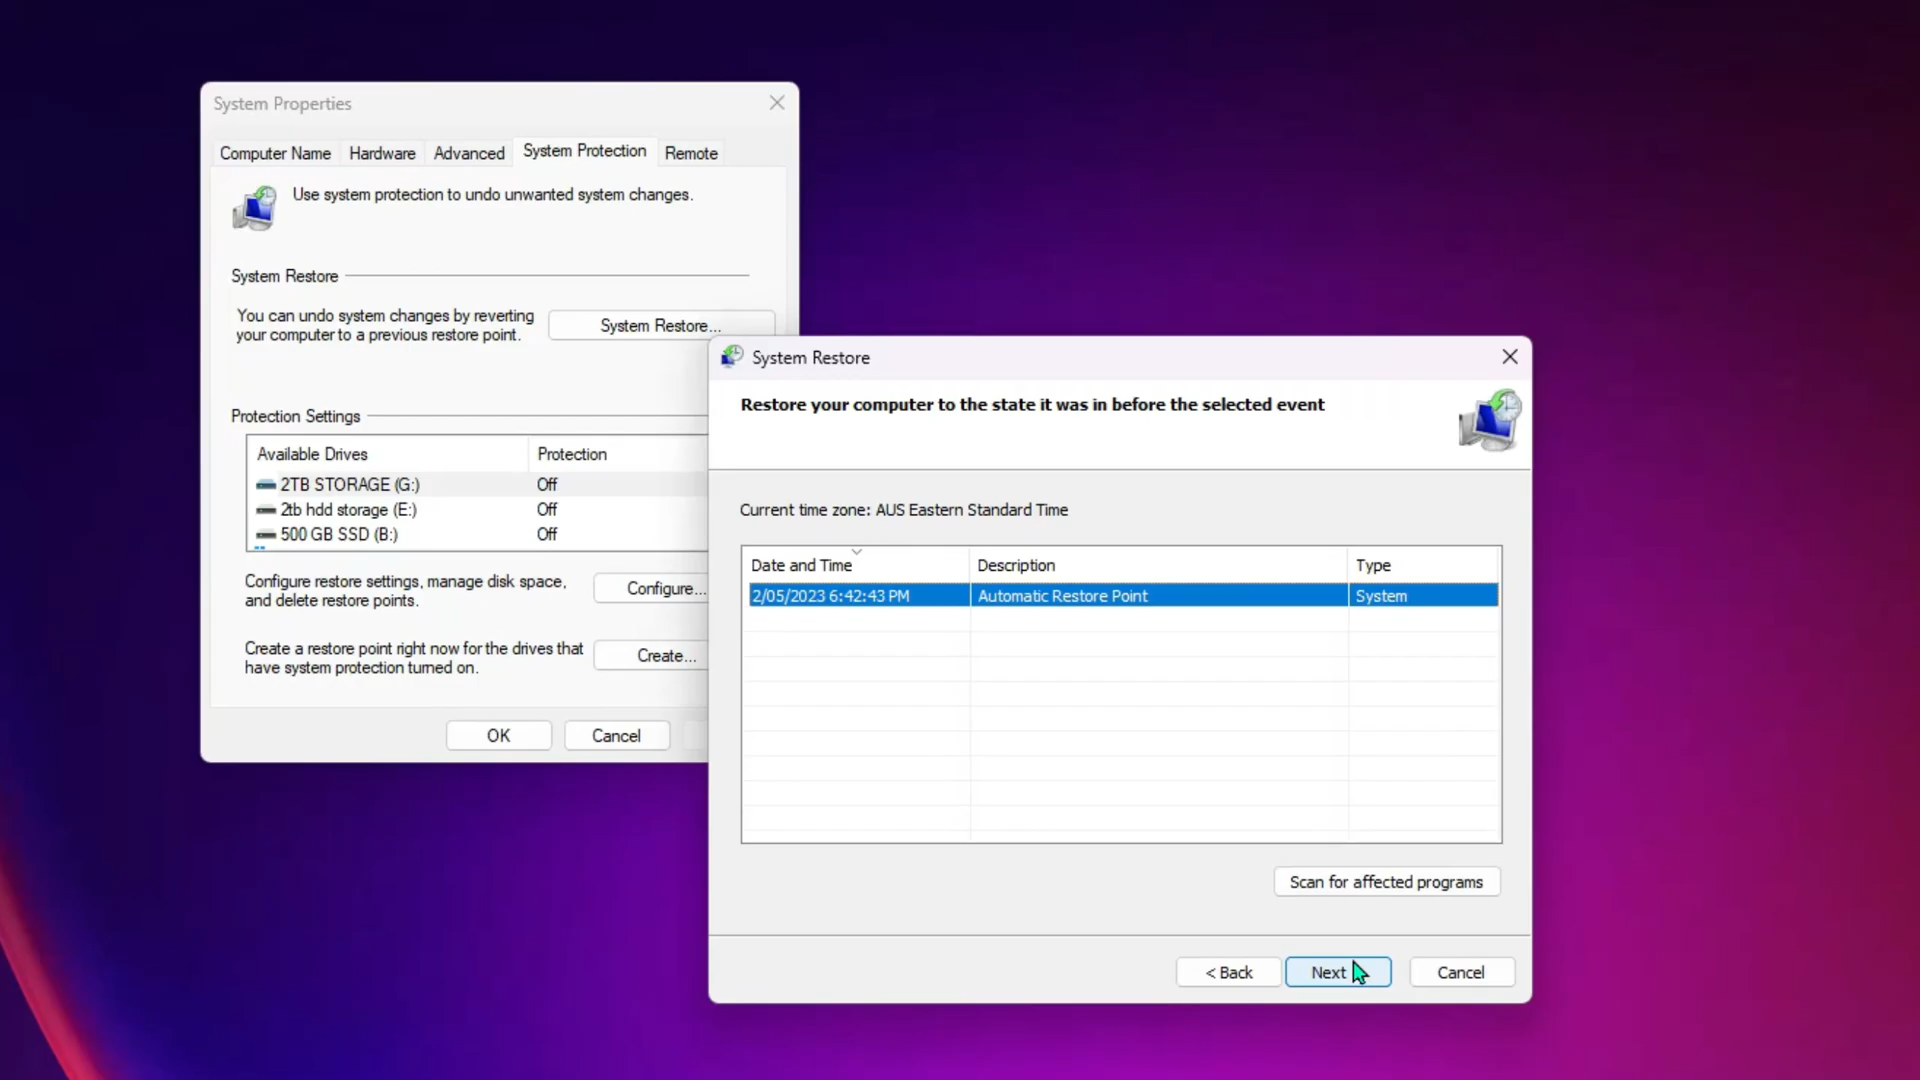 System Properties
Computer Name Hardware Advanced System Protection Remote
Use system protection to undo unwanted system changes.
System Restore
You can undo system changes by reverting
your computer to a previous restore point.
System Restore...
Protection Settings
Available Drives Protection
2TB STORAGE (G:) Off
2tb hdd storage (E:) Off
500 GB SSD (B:) Off
Configure restore settings, manage disk space,
and delete restore points.
Configure...
Create a restore point right now for the drives that
have system protection turned on.
Create...
OK Cancel
System Restore
Restore your computer to the state it was in before the selected event
Current time zone: AUS Eastern Standard Time
Date and Time Description Type
2/05/2023 6:42:43 PM Automatic Restore Point System
Scan for affected programs
< Back Next Cancel